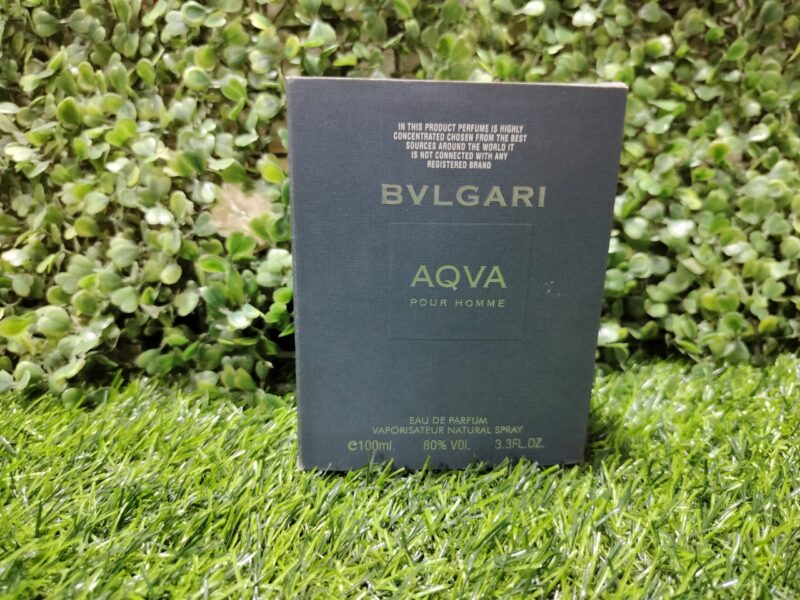 IN THIS PRODUCT PERFUME IS HIGHLY
CONCENTRATED CHOSEN FROM THE BEST
SOURCES AROUND THE WORLD IT
IS NOT CONNECTED WITH ANY
REGISTERED BRAND
BVLGARI
AQVA
POUR HOMME
EAU DE PARFUM
VAPORISATEUR NATURAL SPRAY
℮100ml. 80% VOl. 3.3FL.OZ.